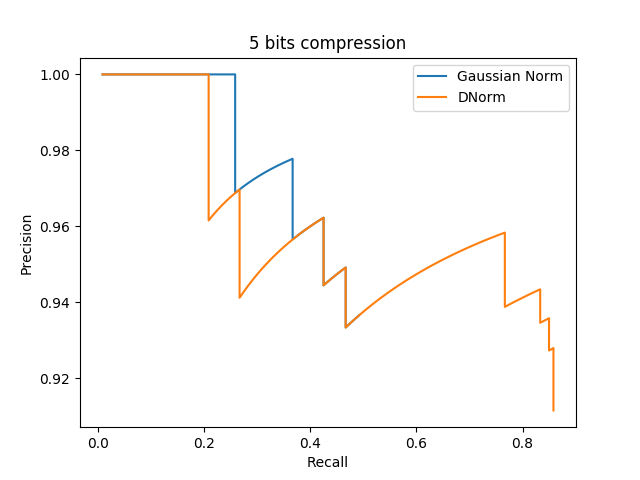 5 bits compression
Gaussian Norm
DNorm
1.00
0.98
0.96
0.94
0.92
Precision
0.0 0.2 0.4 0.6 0.8
Recall